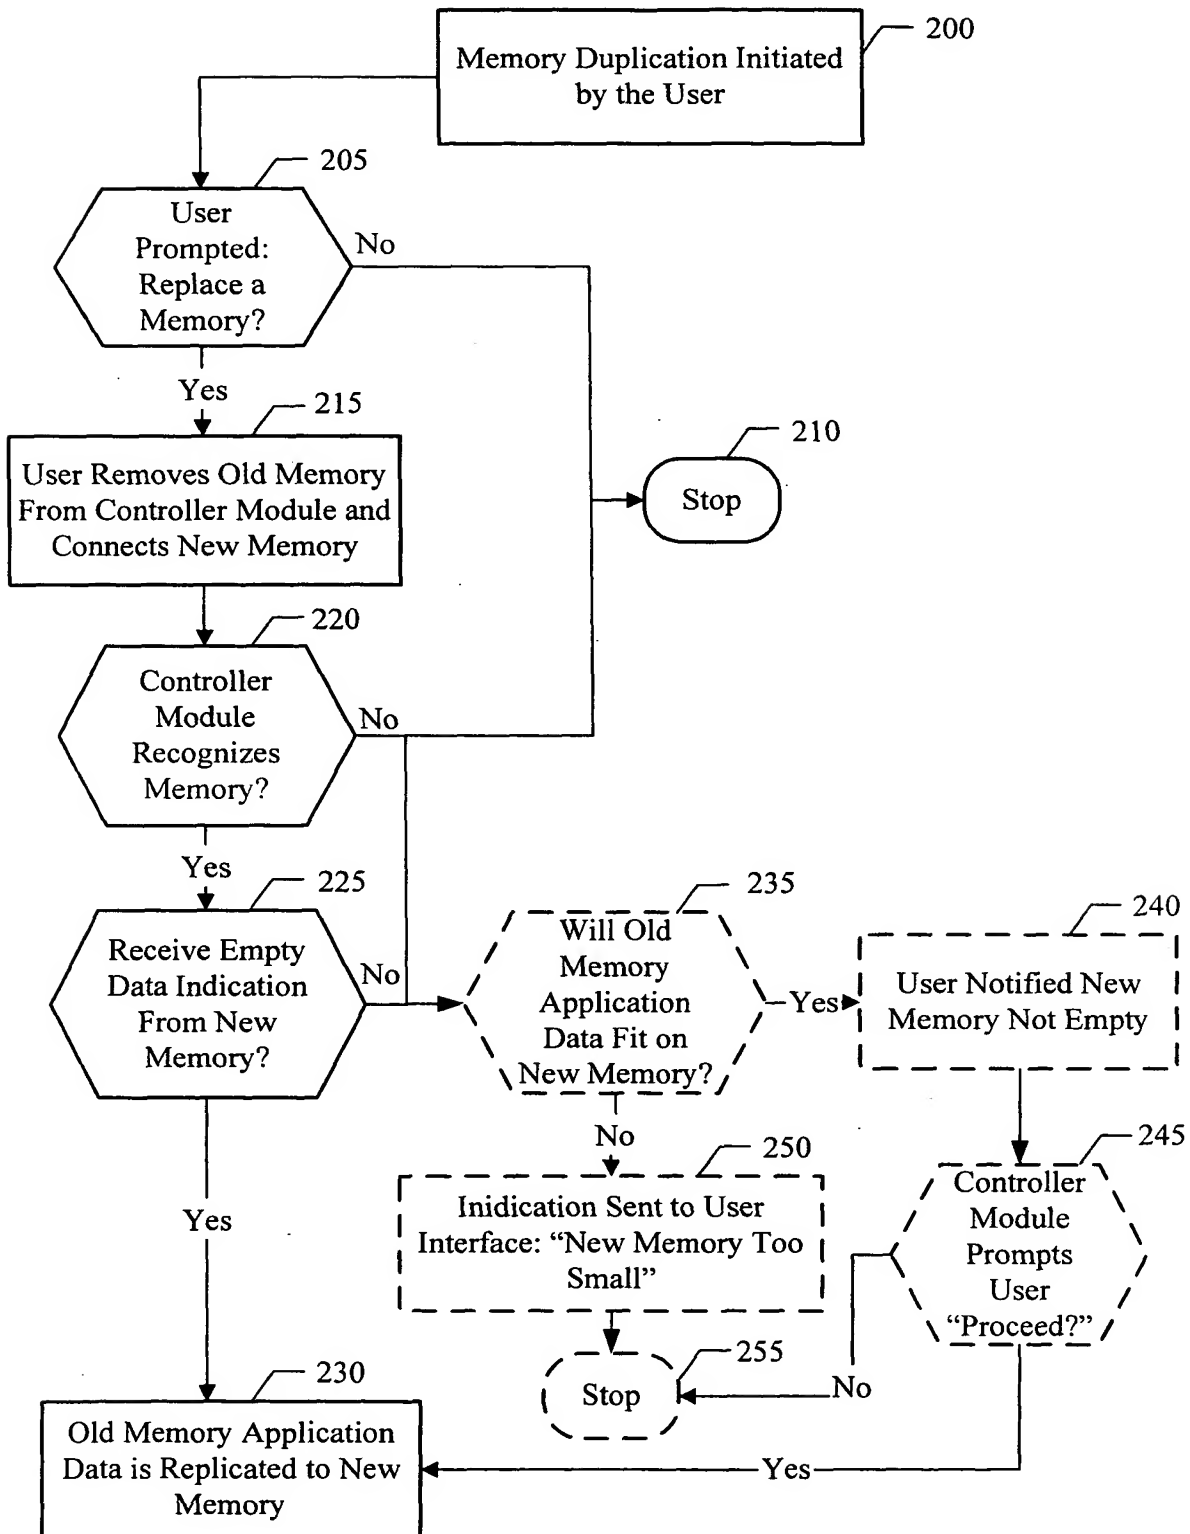 200
Memory Duplication Initiated
by the User
205
User
Prompted:
Replace a
Memory?
No
Yes
215
User Removes Old Memory
From Controller Module and
Connects New Memory
210
Stop
220
Controller
Module
Recognizes
Memory?
No
Yes
225
Receive Empty
Data Indication
From New
Memory?
No
235
Will Old
Memory
Application
Data Fit on
New Memory?
Yes
240
User Notified New
Memory Not Empty
No
250
Inidication Sent to User
Interface: “New Memory Too
Small”
245
Controller
Module
Prompts
User
“Proceed?”
Yes
255
Stop
No
230
Old Memory Application
Data is Replicated to New
Memory
Yes